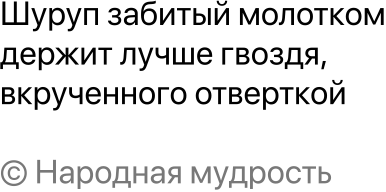 Шуруп забитый молотком
держит лучше гвоздя,
вкрученного отверткой
© Народная мудрость